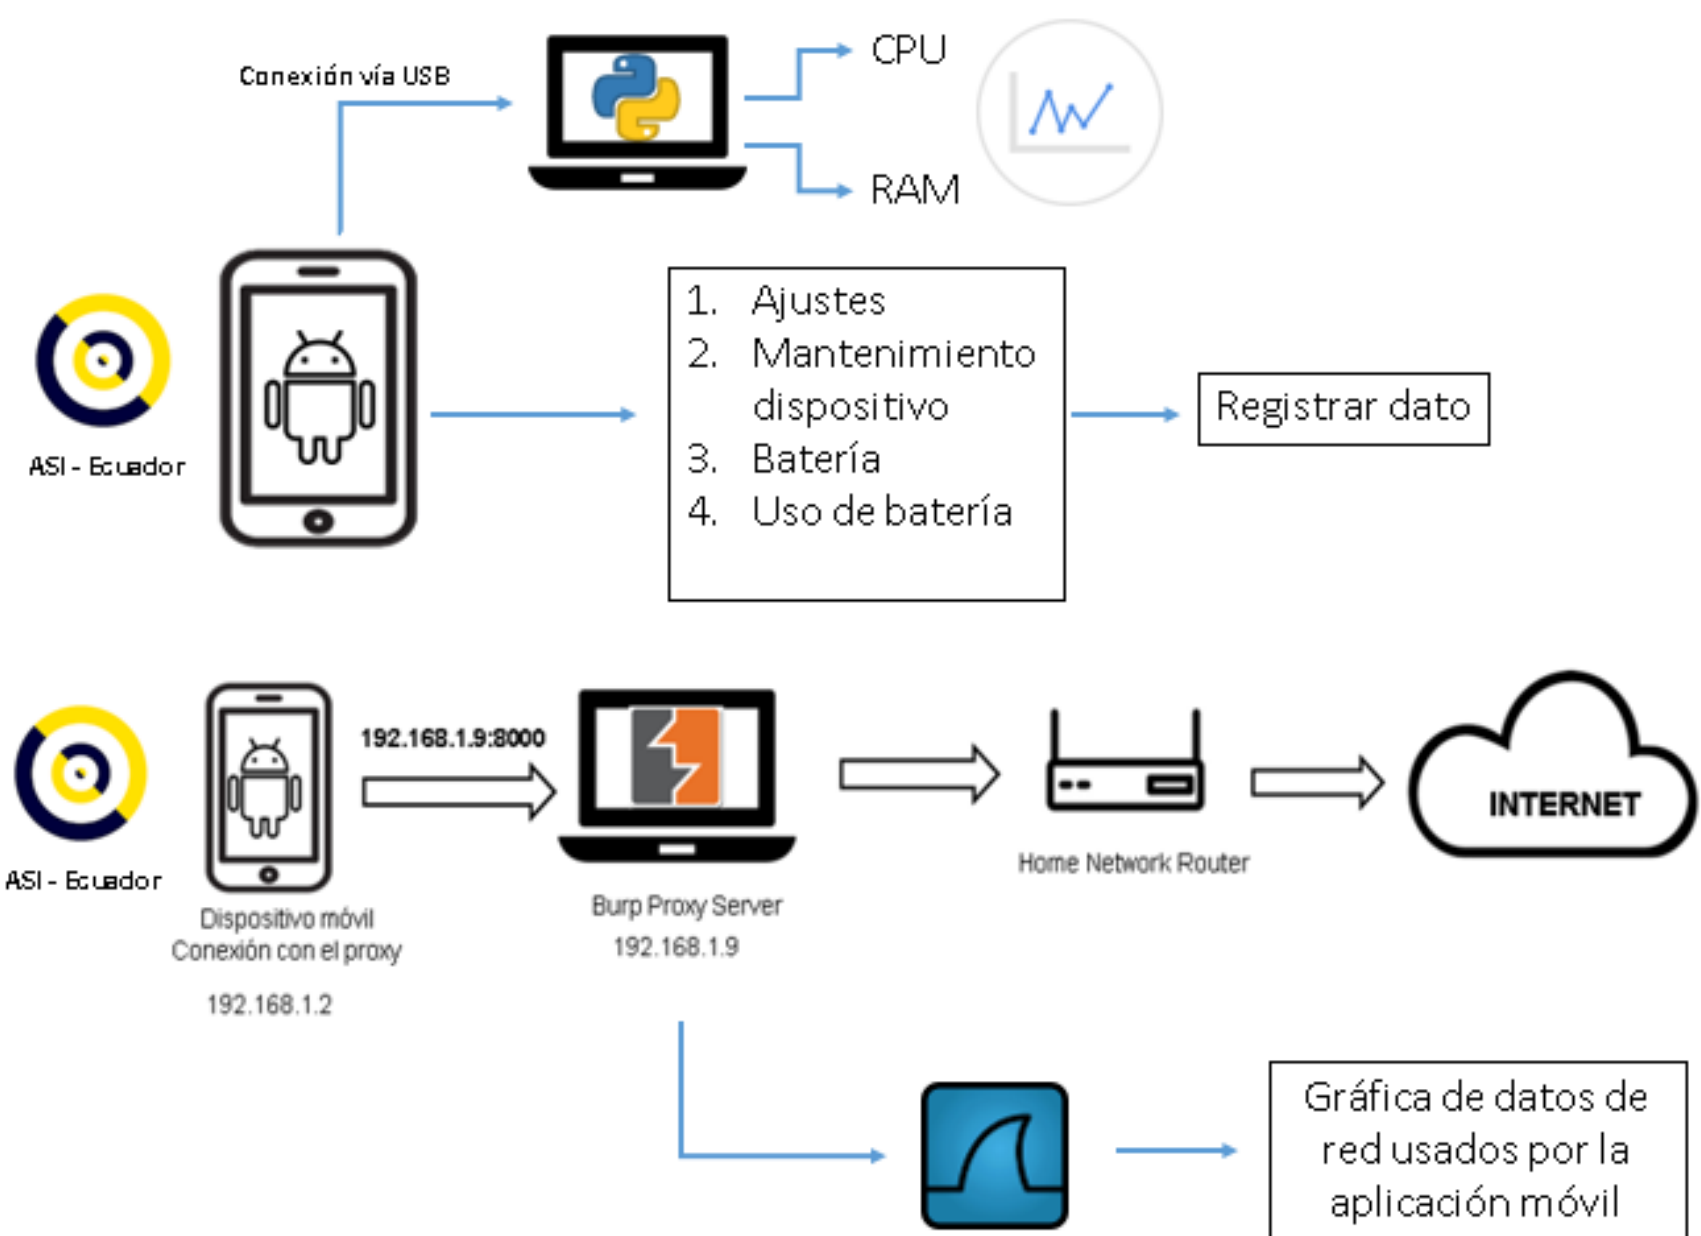 Conexión vía USB
CPU
RAM
ASI - Ecuador
1. Ajustes
2. Mantenimiento
dispositivo
3. Batería
4. Uso de batería
Registrar dato
ASI - Ecuador
192.168.1.9:8000
Dispositivo móvil
Conexión con el proxy
192.168.1.2
Burp Proxy Server
192.168.1.9
Home Network Router
INTERNET
Gráfica de datos de
red usados por la
aplicación móvil